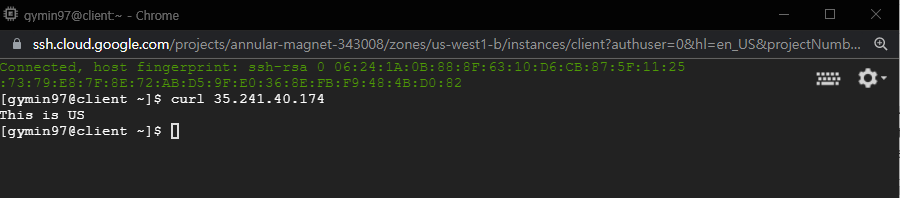 gymin97@client:~ - Chrome
ssh.cloud.google.com/projects/annular-magnet-343008/zones/us-west1-b/instances/client?authuser=0&hl=en_US&projectNumb...
Connected, host fingerprint: ssh-rsa 0 06:24:1A:0B:88:8F:63:10:D6:CB:87:5F:11:25
:73:79:E8:7F:8E:72:AB:D5:9F:E0:36:8E:FB:F9:48:4B:D0:82
[gymin97@client ~]$ curl 35.241.40.174
This is US
[gymin97@client ~]$